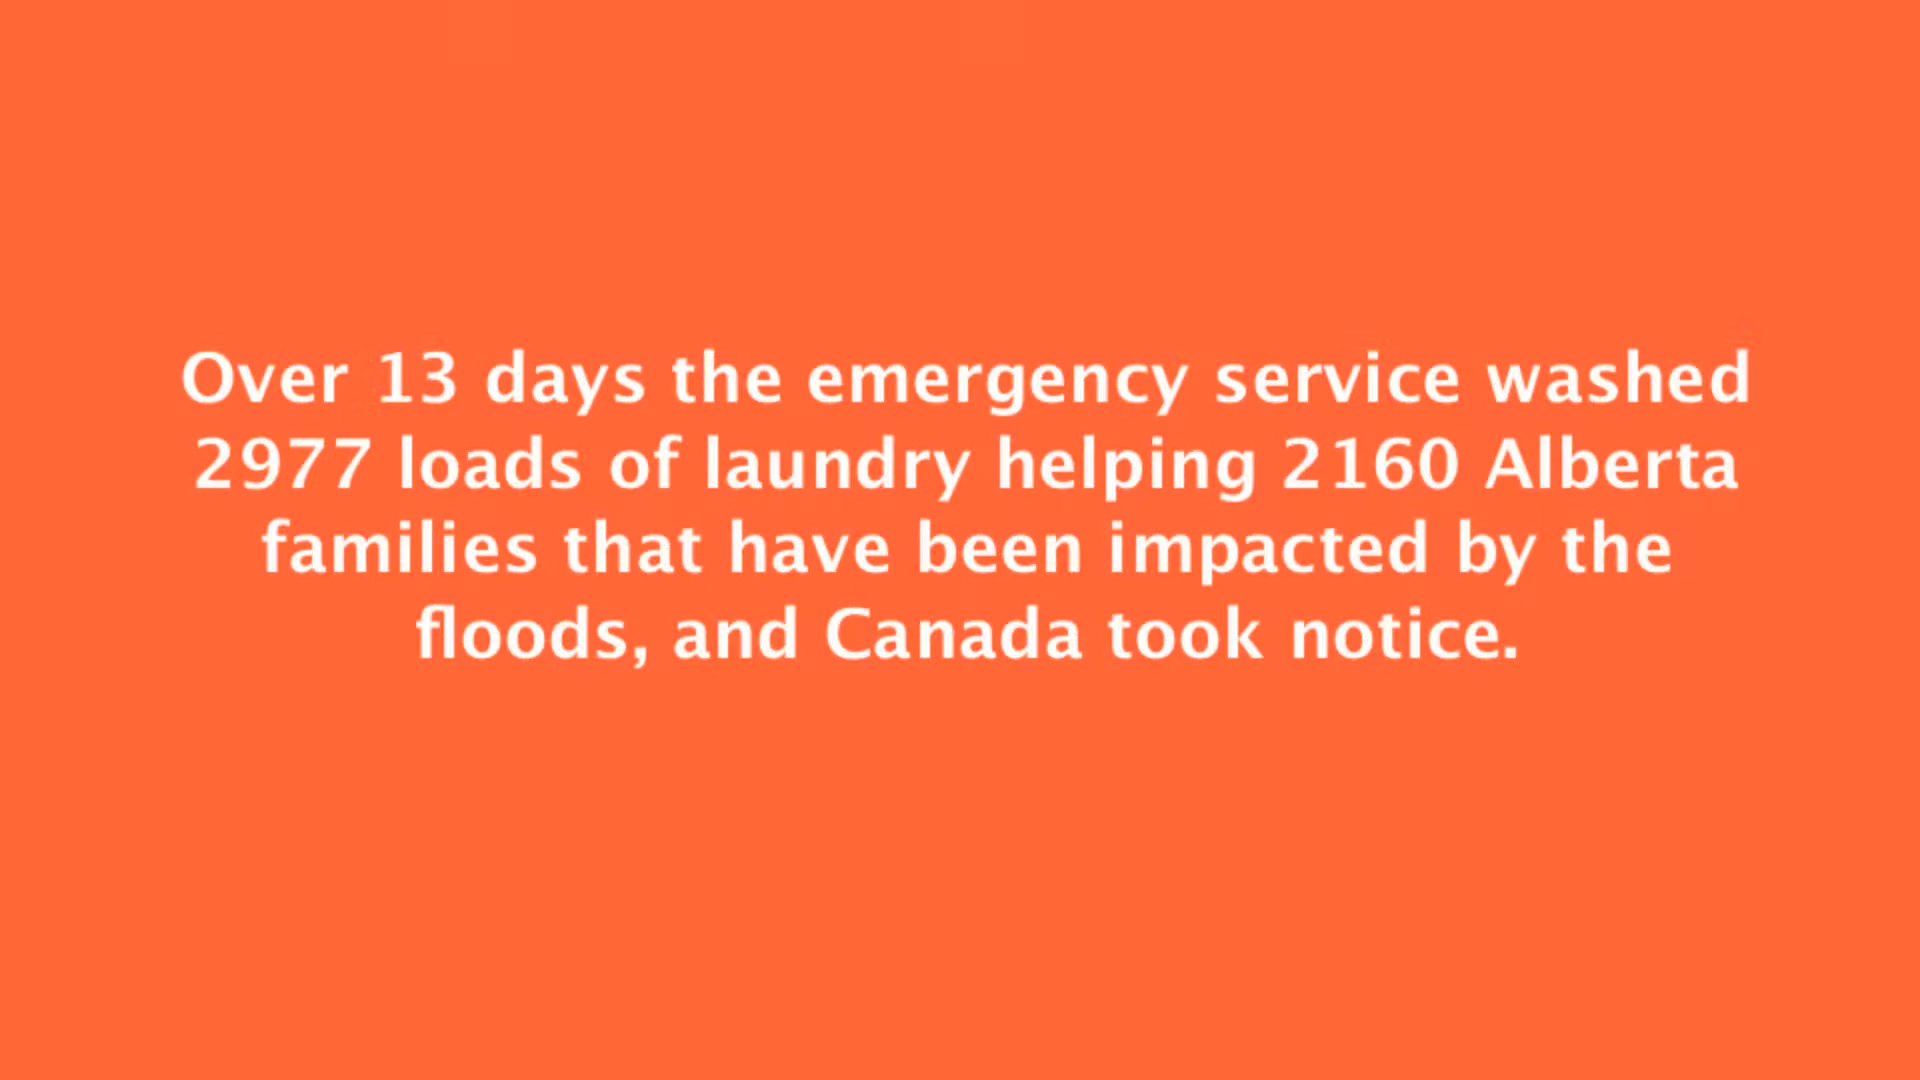 Over 13 days the emergency service washed
2977 loads of laundry helping 2160 Alberta
families that have been impacted by the
floods, and Canada took notice.